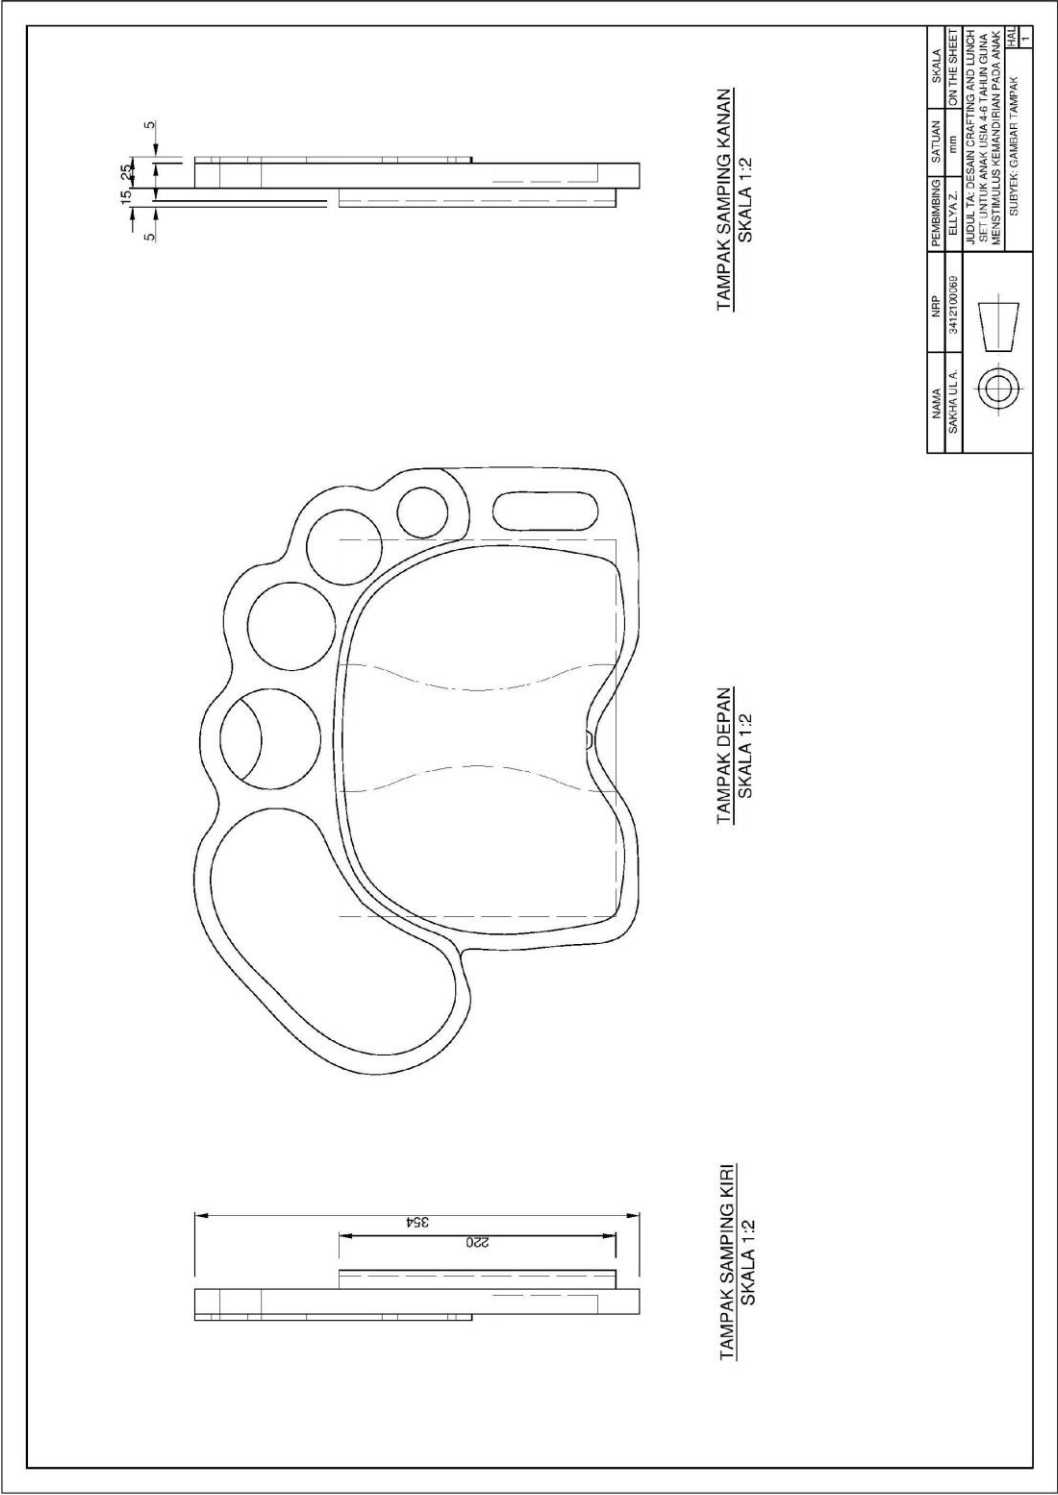 5
220
354
TAMPAK SAMPING KIRI
SKALA 1:2
TAMPAK DEPAN
SKALA 1:2
5
15
25
TAMPAK SAMPING KANAN
SKALA 1:2
NAMA NRP PEMBIMBING SATUAN SKALA
SAKHA UL A. 3412100069 ELLYA Z. mm ON THE SHEET
JUDUL TA: DESAIN CRAFTING AND LUNCH
SET UNTUK ANAK USIA 4-6 TAHUN GUNA
MENSTIMULUS KEMANDIRIAN PADA ANAK
SUBYEK: GAMBAR TAMPAK
HAL
1